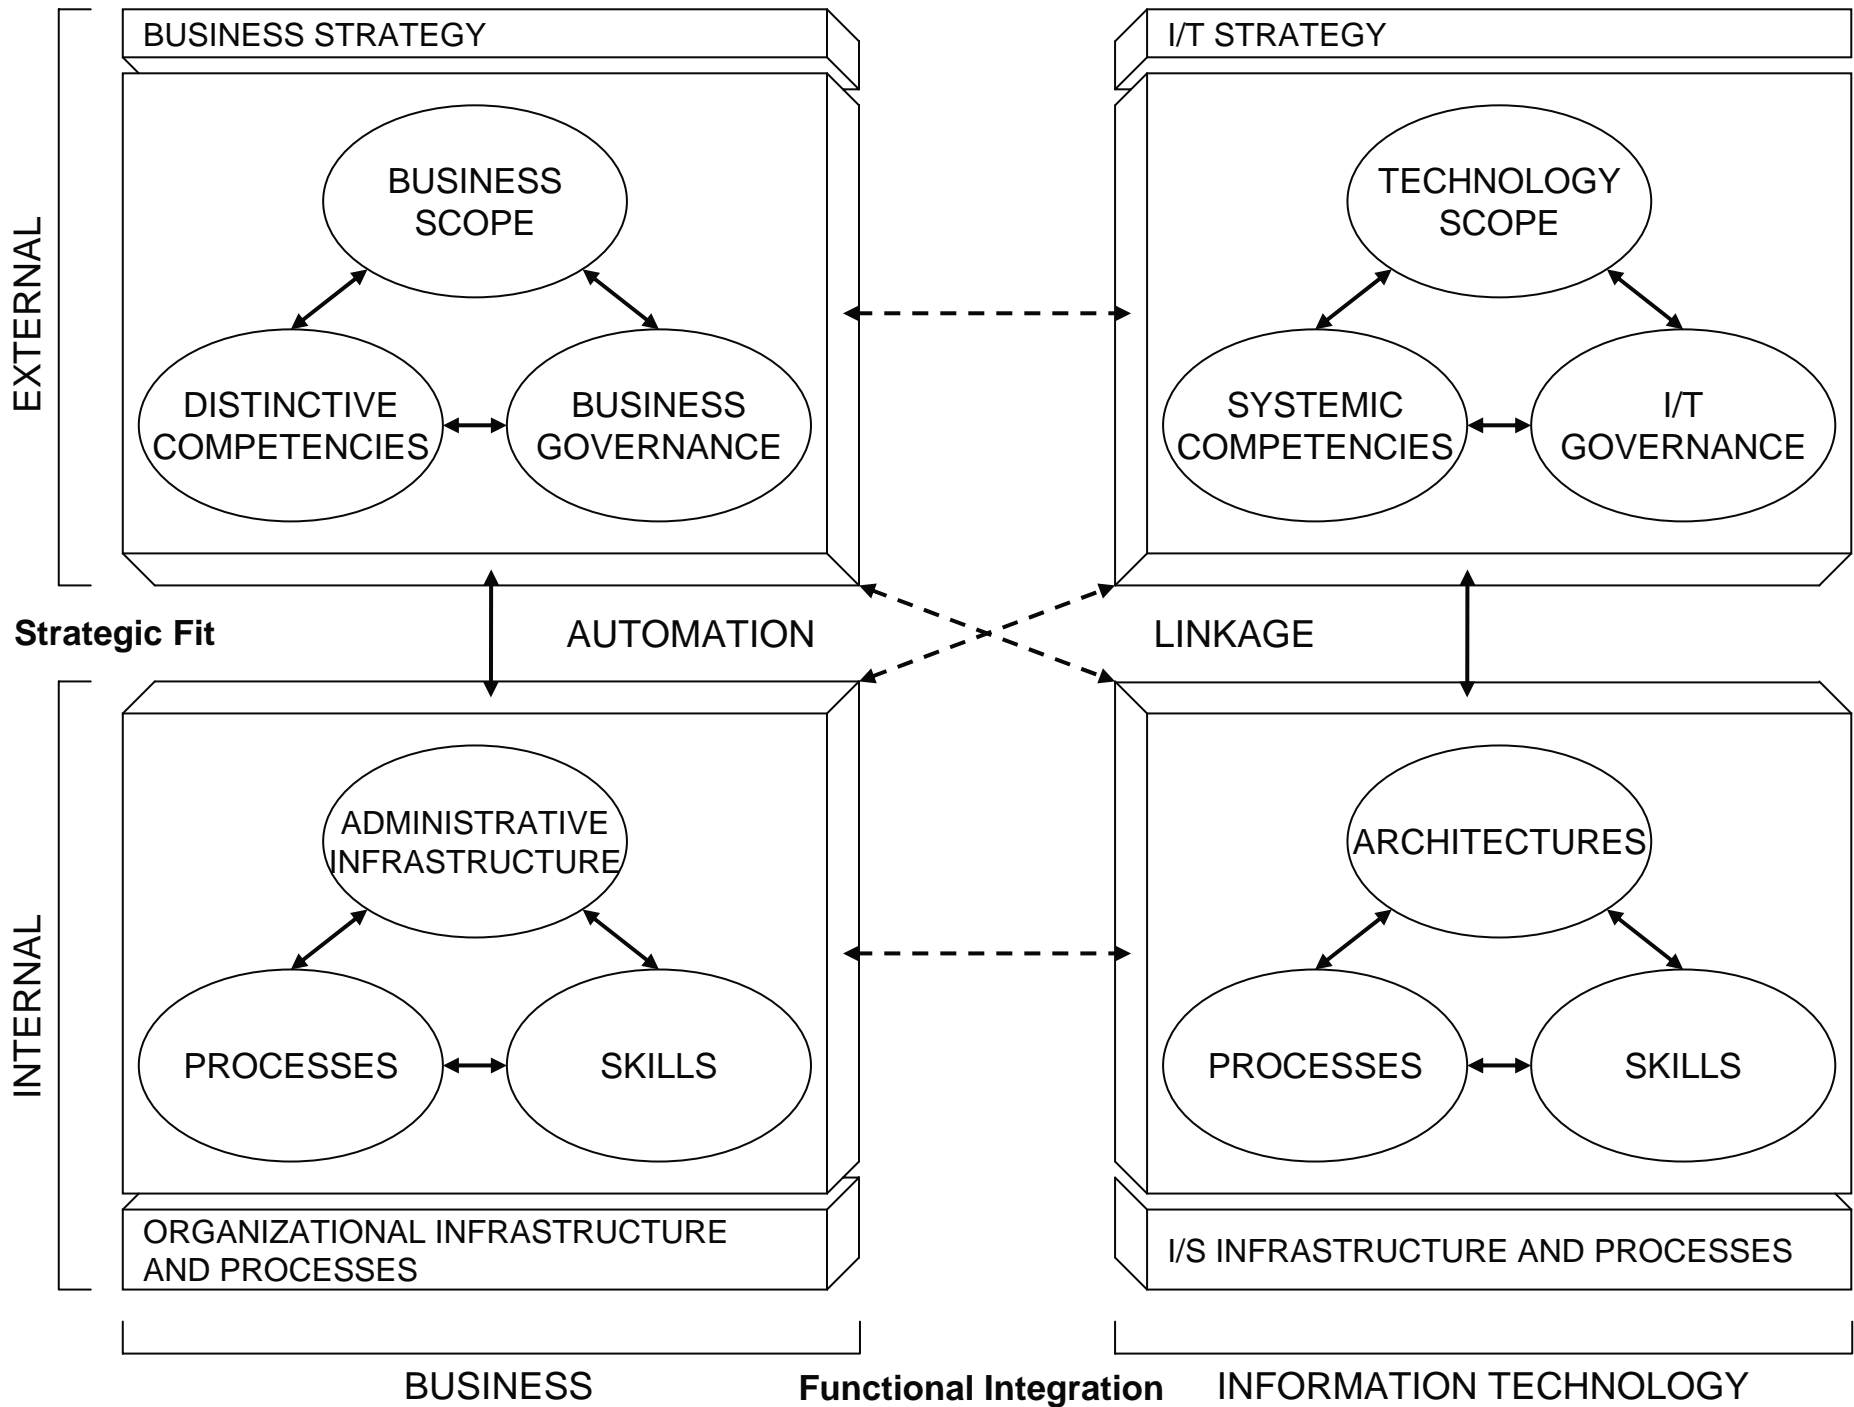 BUSINESS STRATEGY
I/T STRATEGY
EXTERNAL
BUSINESS
SCOPE
DISTINCTIVE
COMPETENCIES
BUSINESS
GOVERNANCE
TECHNOLOGY
SCOPE
SYSTEMIC
COMPETENCIES
I/T
GOVERNANCE
Strategic Fit
AUTOMATION
LINKAGE
INTERNAL
ADMINISTRATIVE
INFRASTRUCTURE
PROCESSES
SKILLS
ARCHITECTURES
PROCESSES
SKILLS
ORGANIZATIONAL INFRASTRUCTURE
AND PROCESSES
I/S INFRASTRUCTURE AND PROCESSES
BUSINESS
Functional Integration
INFORMATION TECHNOLOGY